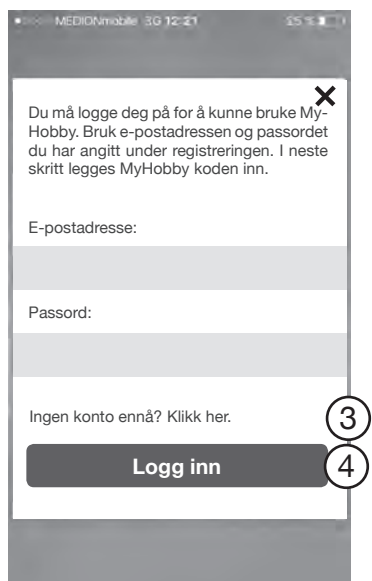 MEDIONmobile 3G 12:21 25 %
Du må logge deg på for å kunne bruke My-
Hobby. Bruk e-postadressen og passordet
du har angitt under registreringen. I neste
skritt legges MyHobby koden inn.
E-postadresse:
Passord:
Ingen konto ennå? Klikk her.
3
Logg inn
4